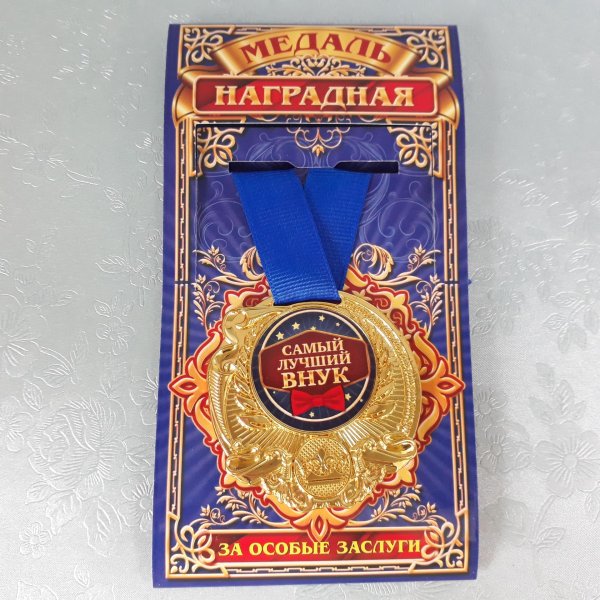 МЕДАЛЬ
НАГРАДНАЯ
САМЫЙ
ЛУЧШИЙ
ВНУК
ЗА ОСОБЫЕ ЗАСЛУГИ